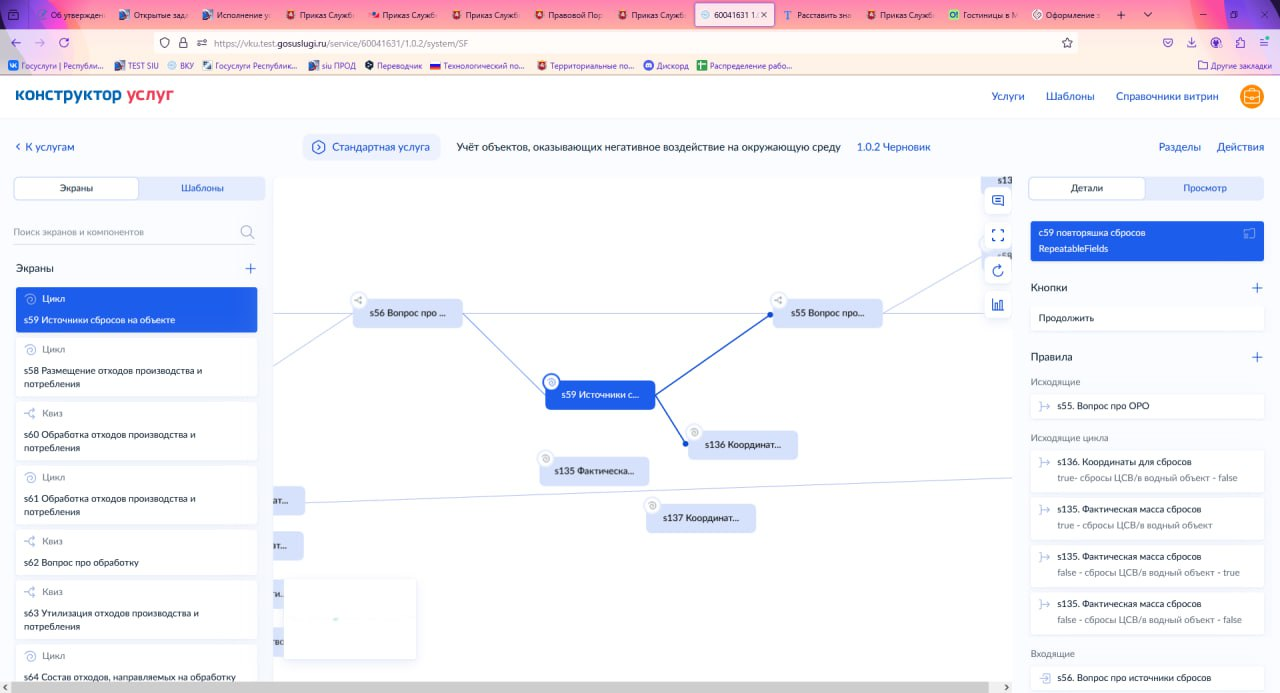 Об утвержден
Открытые зад
Исполнение у
Приказ Служб
Приказ Служб
Приказ Служб
Правовой Пор
Приказ Служб
60041631 1.
Расставить зна
Приказ Служб
Гостиницы в М
Оформление з
https://vku.test.gosuslugi.ru/service/60041631/1.0.2/system/SF
Госуслуги | Республи...
TEST SIU
ВКУ
Госуслуги Республик...
siu ПРОД
Переводчик
Технологический по...
Территориальные по...
Дискорд
Распределение рабо...
Другие закладки
конструктор услуг
Услуги
Шаблоны
Справочники витрин
К услугам
Стандартная услуга
Учёт объектов, оказывающих негативное воздействие на окружающую среду
1.0.2 Черновик
Разделы
Действия
Экраны
Шаблоны
Поиск экранов и компонентов
Экраны
Цикл
s59 Источники сбросов на объекте
Цикл
s58 Размещение отходов производства и
потребления
Квиз
s60 Обработка отходов производства и
потребления
Цикл
s61 Обработка отходов производства и
потребления
Квиз
s62 Вопрос про обработку
Квиз
s63 Утилизация отходов производства и
потребления
Цикл
s64 Состав отходов, направляемых на обработку
s13
s56 Вопрос про ...
s55 Вопрос про...
s59 Источники с...
s136 Координат...
s135 Фактическа...
s137 Координат...
Детали
Просмотр
c59 повторяшка сбросов
RepeatableFields
Кнопки
Продолжить
Правила
Исходящие
s55. Вопрос про ОРО
Исходящие цикла
s136. Координаты для сбросов
true- сбросы ЦСВ/в водный объект - false
s135. Фактическая масса сбросов
true - сбросы ЦСВ/в водный объект
s135. Фактическая масса сбросов
false - сбросы ЦСВ/в водный объект - true
s135. Фактическая масса сбросов
false - сбросы ЦСВ/в водный объект - false
Входящие
s56. Вопрос про источники сбросов